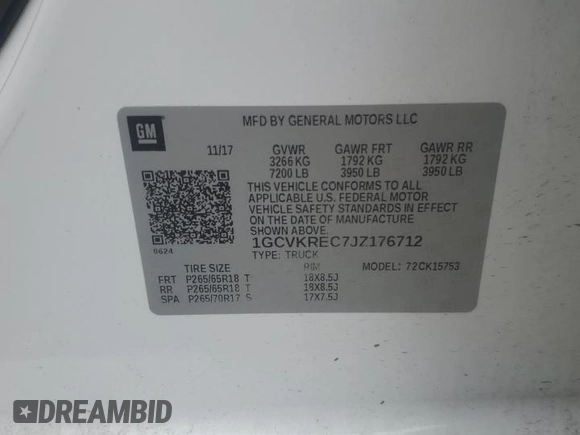 GM
MFD BY GENERAL MOTORS LLC
11/17 GVWR GAWR FRT GAWR RR
3266 KG 1792 KG 1792 KG
7200 LB 3950 LB 3950 LB
THIS VEHICLE CONFORMS TO ALL
APPLICABLE U.S. FEDERAL MOTOR
VEHICLE SAFETY STANDARDS IN EFFECT
ON THE DATE OF MANUFACTURE
SHOWN ABOVE.
1GCVKREC7JZ176712
8624
TYPE: TRUCK
TIRE SIZE RIM MODEL: 72CK15753
FRT P265/65R18 T 18X8.5J
RR P265/65R18 T 18X8.5J
SPA P265/70R17 S 17X7.5J
DREAMBID